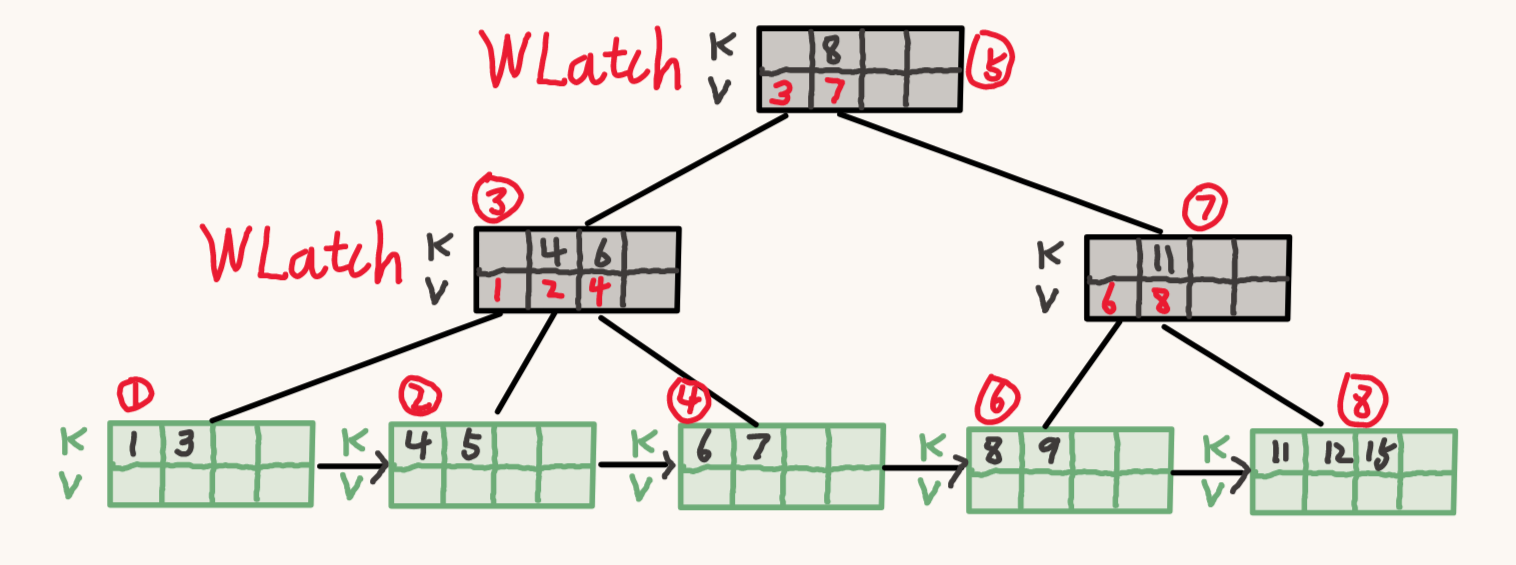 WLatch K 8 ⑤
V 3 7
③ ⑦
WLatch K 4 6 K 11
V 1 2 4 V 6 8
① ② ④ ⑥ ⑧
K 1 3 K 4 5 K 6 7 K 8 9 K 11 12 15
V V V V V